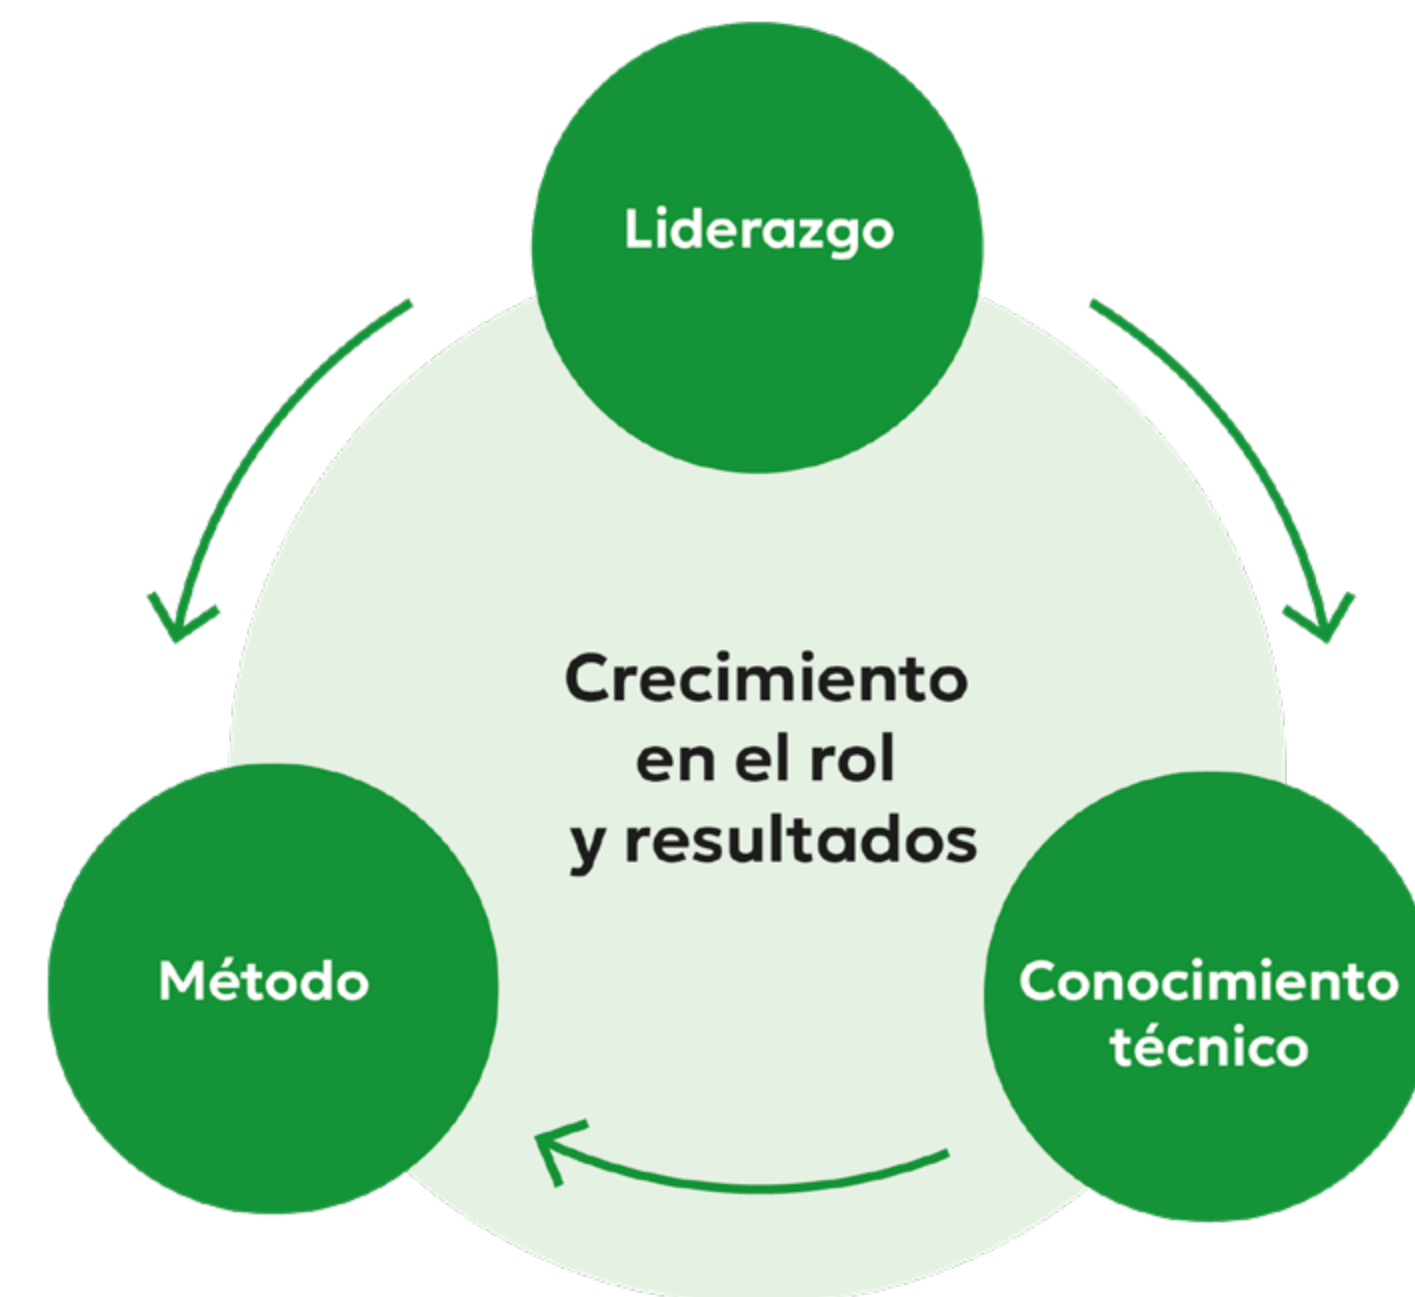 Liderazgo
Crecimiento
en el rol
y resultados
Método
Conocimiento
técnico